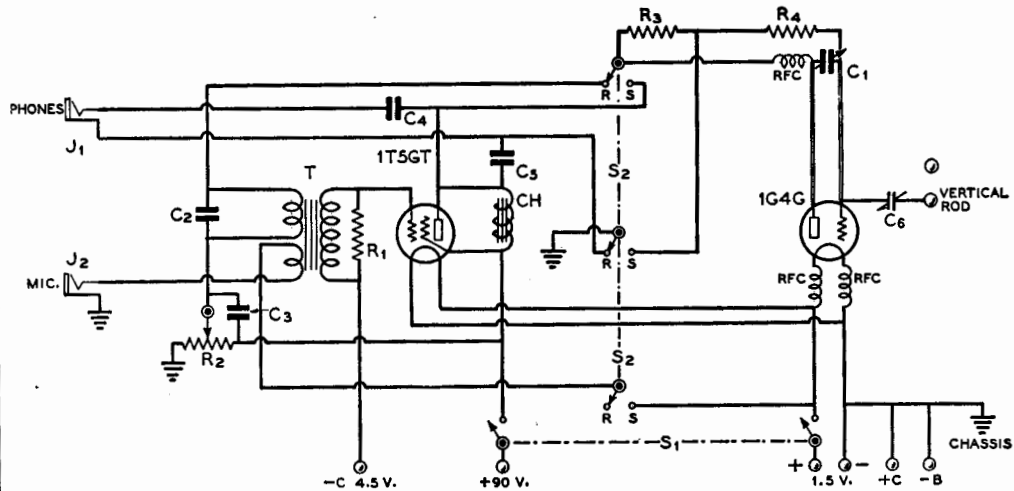 R3
R4
RFC
C1
R S
PHONES
C4
J1
1T5GT
C5
S2
T
CH
1G4G
VERTICAL
ROD
C6
C2
R1
R S
J2
MIC.
RFC
RFC
C3
R2
S2
R S
S1
CHASSIS
-C 4.5 V.
+90 V.
+ 1.5 V. -
+C
-B